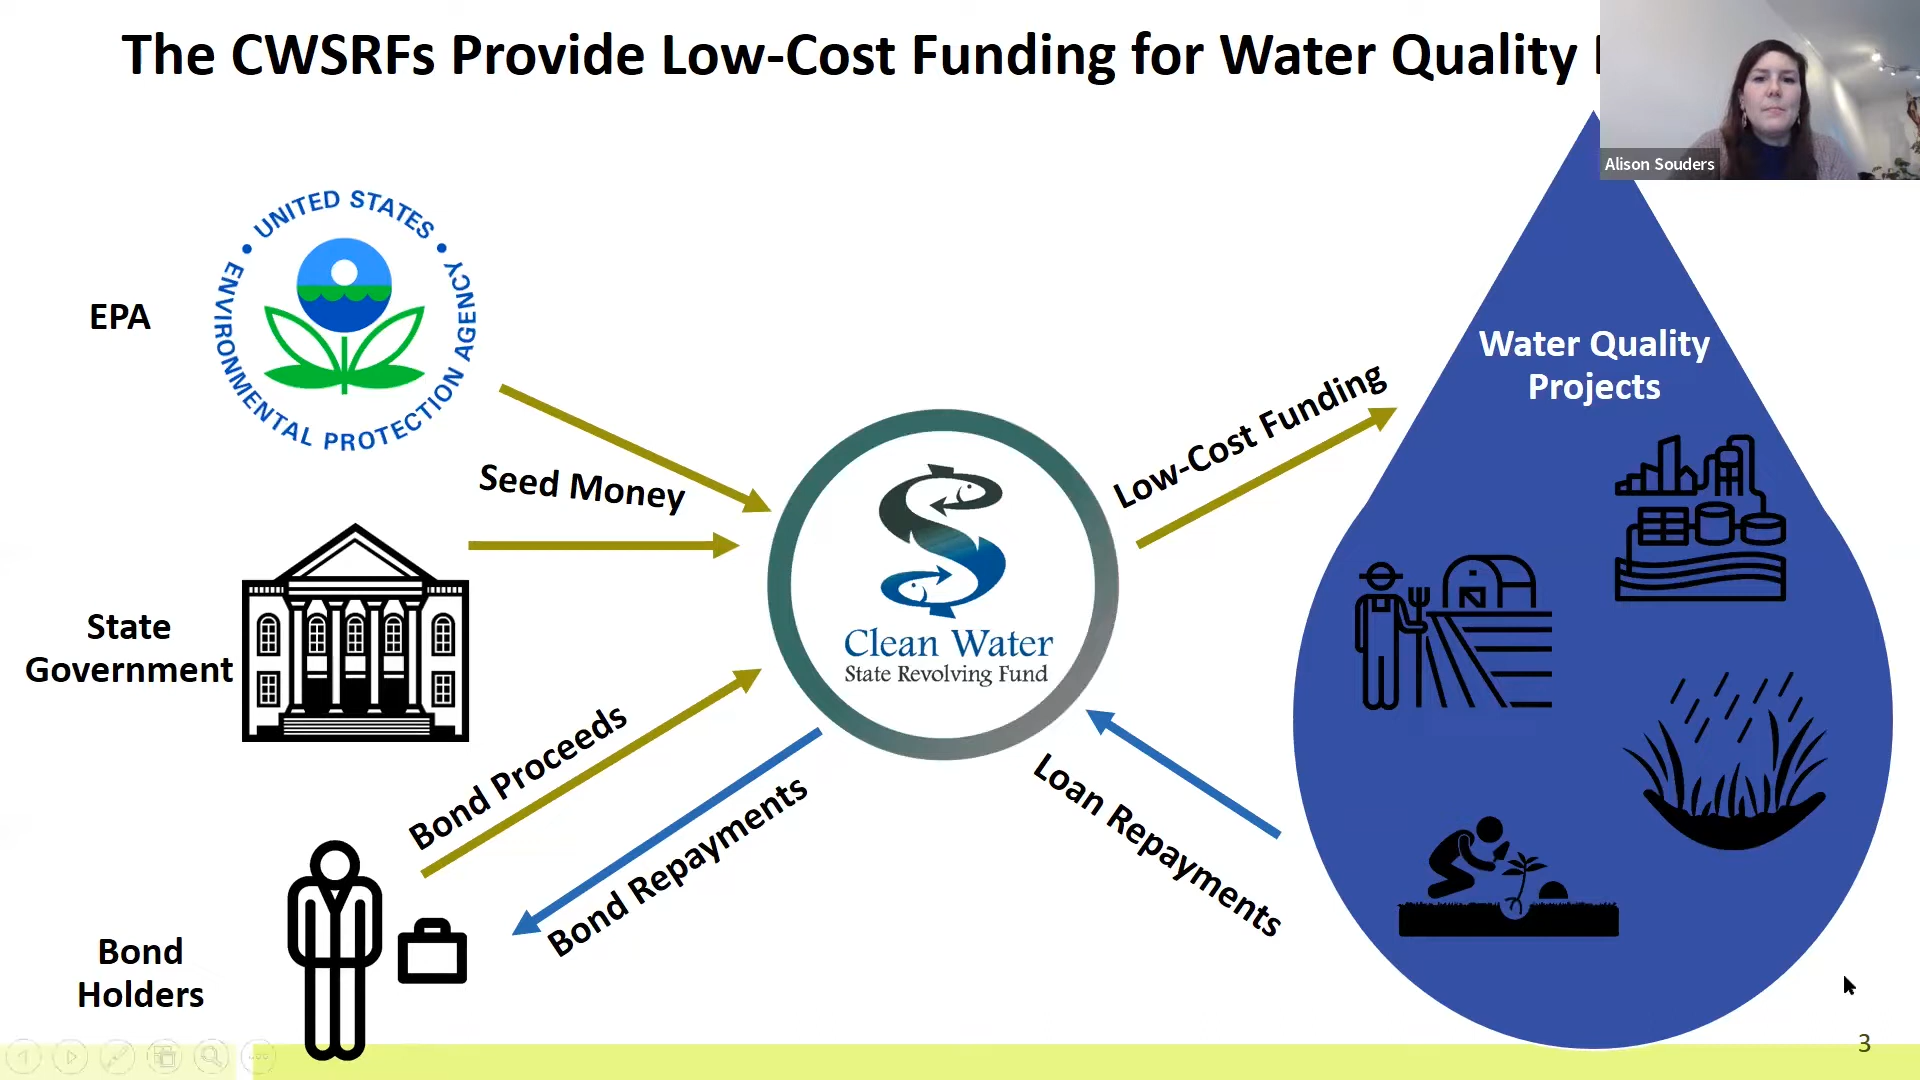 The CWSRFs Provide Low-Cost Funding for Water Quality
Alison Souders
EPA
UNITED STATES
ENVIRONMENTAL PROTECTION AGENCY
Seed Money
State
Government
Bond Proceeds
Bond Repayments
Bond
Holders
Clean Water
State Revolving Fund
Low-Cost Funding
Loan Repayments
Water Quality
Projects
3